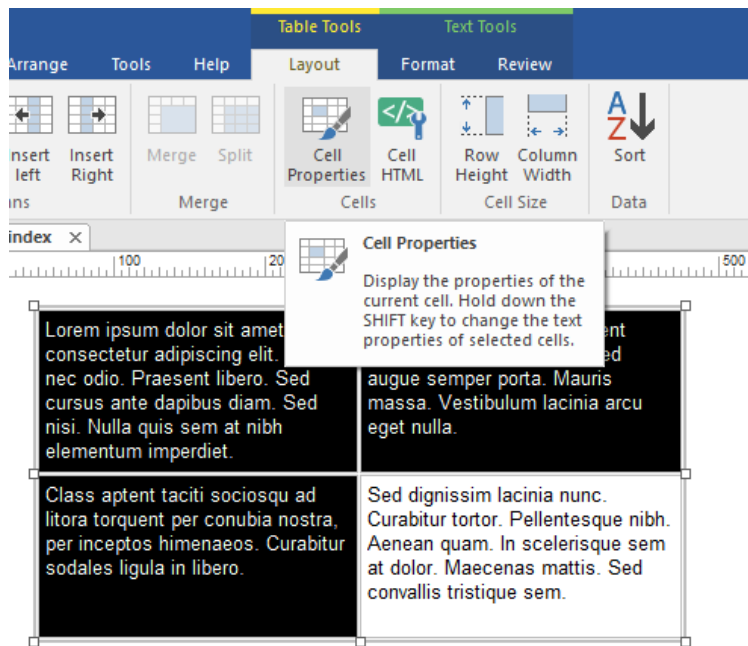 Table Tools Text Tools
Arrange Tools Help Layout Format Review
Insert Insert Merge Split Cell Cell Row Column Sort
left Right Properties HTML Height Width
Merge Cells Cell Size Data
index ×
100 20 500
Cell Properties
Display the properties of the
current cell. Hold down the
SHIFT key to change the text
properties of selected cells.
Lorem ipsum dolor sit amet
consectetur adipiscing elit.
nec odio. Praesent libero. Sed
cursus ante dapibus diam. Sed
nisi. Nulla quis sem at nibh
elementum imperdiet.
augue semper porta. Mauris
massa. Vestibulum lacinia arcu
eget nulla.
Class aptent taciti sociosqu ad
litora torquent per conubia nostra,
per inceptos himenaeos. Curabitur
sodales ligula in libero.
Sed dignissim lacinia nunc.
Curabitur tortor. Pellentesque nibh.
Aenean quam. In scelerisque sem
at dolor. Maecenas mattis. Sed
convallis tristique sem.